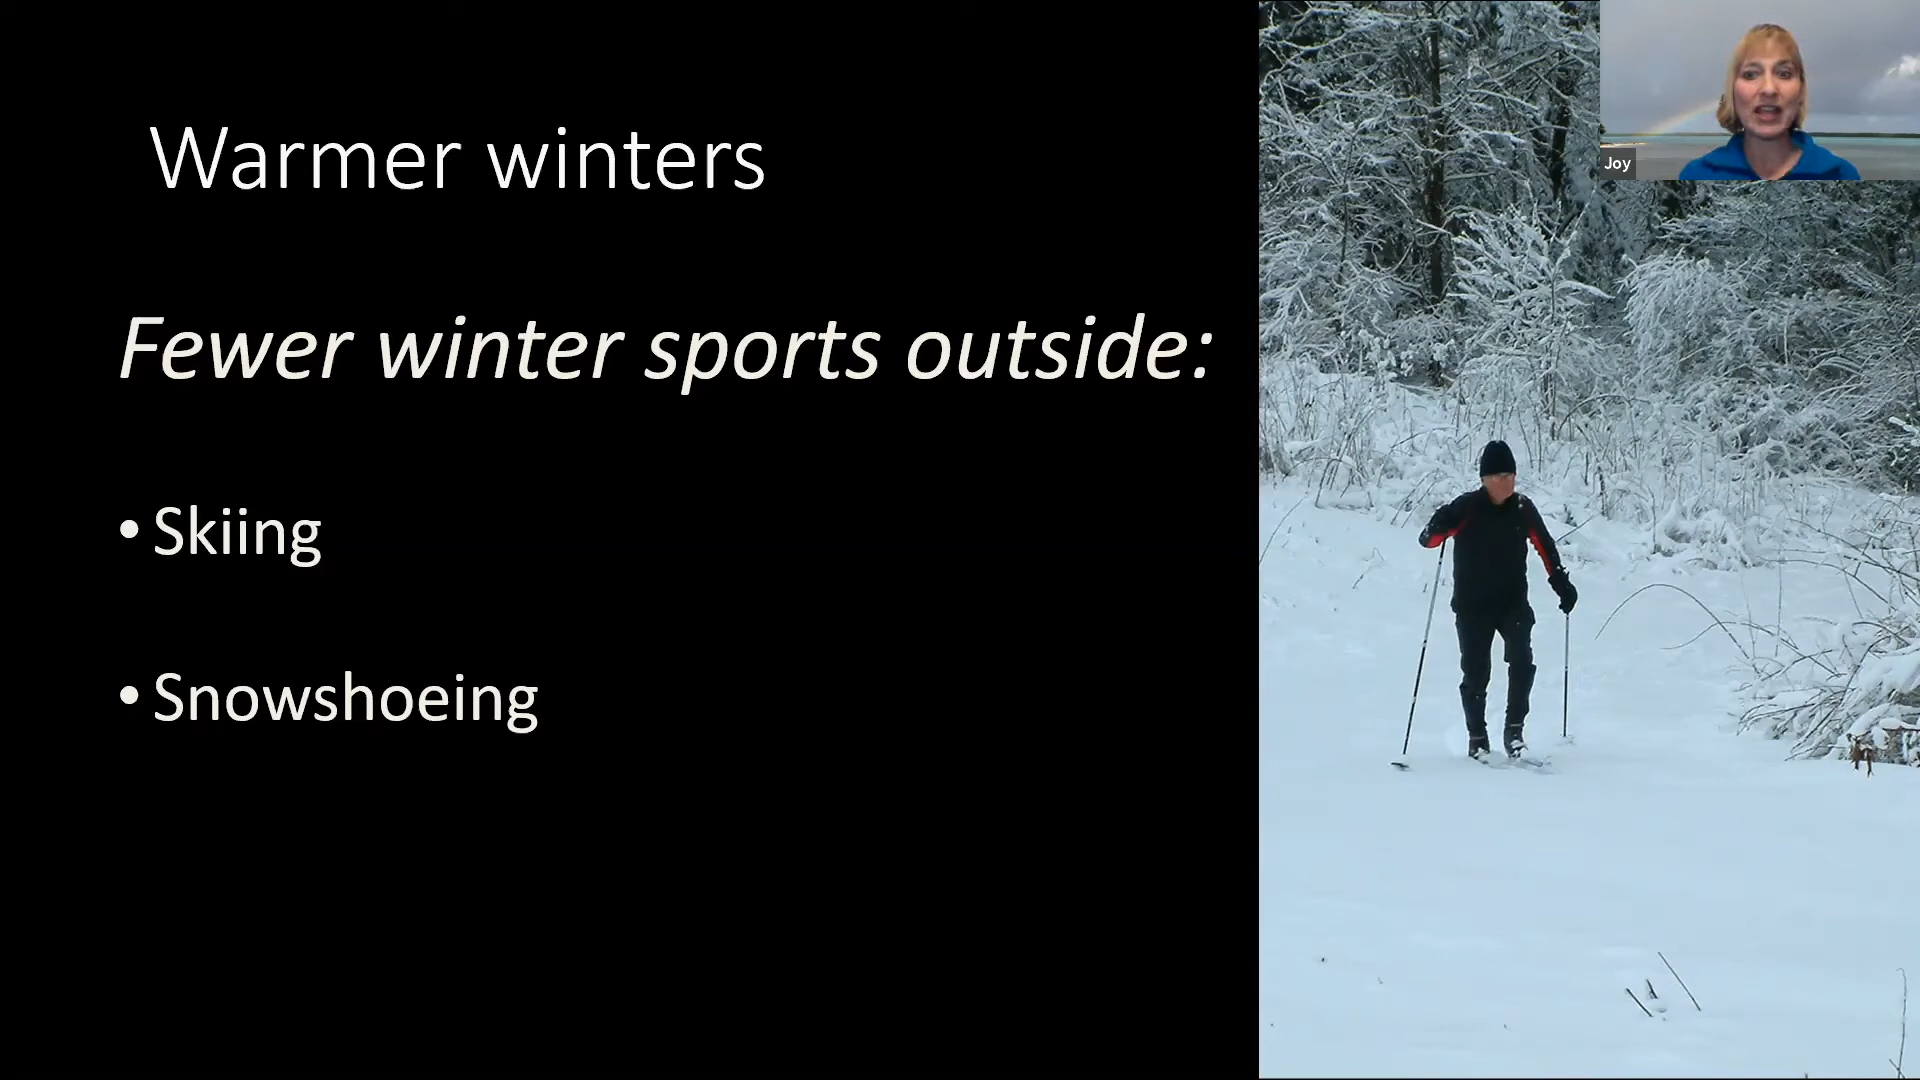 Warmer winters
Fewer winter sports outside:
• Skiing
• Snowshoeing
Joy